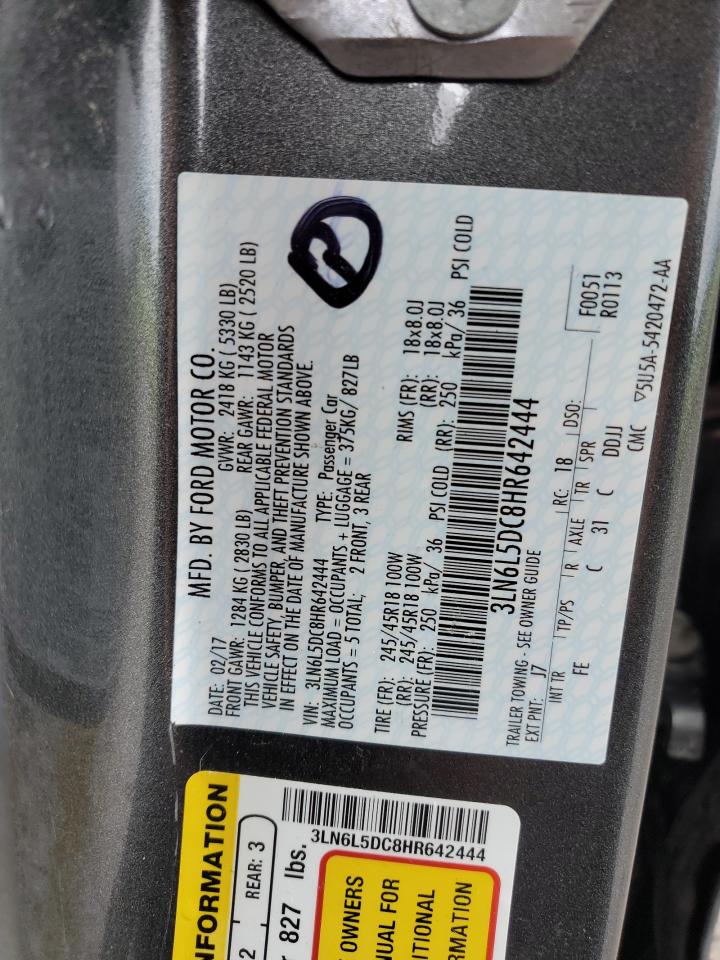 MFD. BY FORD MOTOR CO.
DATE: 02/17 GVWR: 2418 KG ( 5330 LB)
FRONT GAWR: 1284 KG ( 2830 LB) REAR GAWR: 1143 KG ( 2520 LB)
THIS VEHICLE CONFORMS TO ALL APPLICABLE FEDERAL MOTOR
VEHICLE SAFETY, BUMPER, AND THEFT PREVENTION STANDARDS
IN EFFECT ON THE DATE OF MANUFACTURE SHOWN ABOVE.
VIN: 3LN6L5DC8HR642444 TYPE: Passenger Car
MAXIMUM LOAD = OCCUPANTS + LUGGAGE = 375KG/ 827LB
OCCUPANTS = 5 TOTAL; 2 FRONT, 3 REAR
TIRE (FR): 245/45R18 100W RIMS (FR): 18x8.0J
(RR): 245/45R18 100W (RR): 18x8.0J
PRESSURE (FR): 250 kPa/ 36 PSI COLD (RR): 250 kPa/ 36 PSI COLD
3LN6L5DC8HR642444
TRAILER TOWING - SEE OWNER GUIDE
EXT PNT: J7 RC: 18 DSO: F0051
R0113
INT TR TP/PS R AXLE TR SPR
FE C 31 C DDJJ
CMC ▽5U5A-5420472-AA
NFORMATION
2 REAR: 3
827 lbs.
3LN6L5DC8HR642444
OWNERS
NUAL FOR
ITIONAL
RMATION